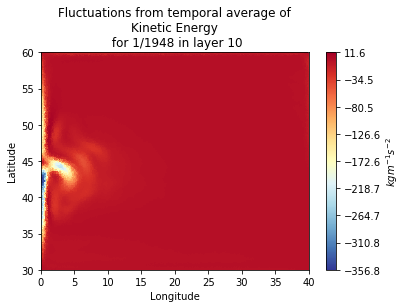 Fluctuations from temporal average of
Kinetic Energy
for 1/1948 in layer 10
60
55
50
45
40
35
30
Latitude
0 5 10 15 20 25 30 35 40
Longitude
11.6
−34.5
−80.5
−126.6
−172.6
−218.7
−264.7
−310.8
−356.8
kgm⁻¹s⁻²